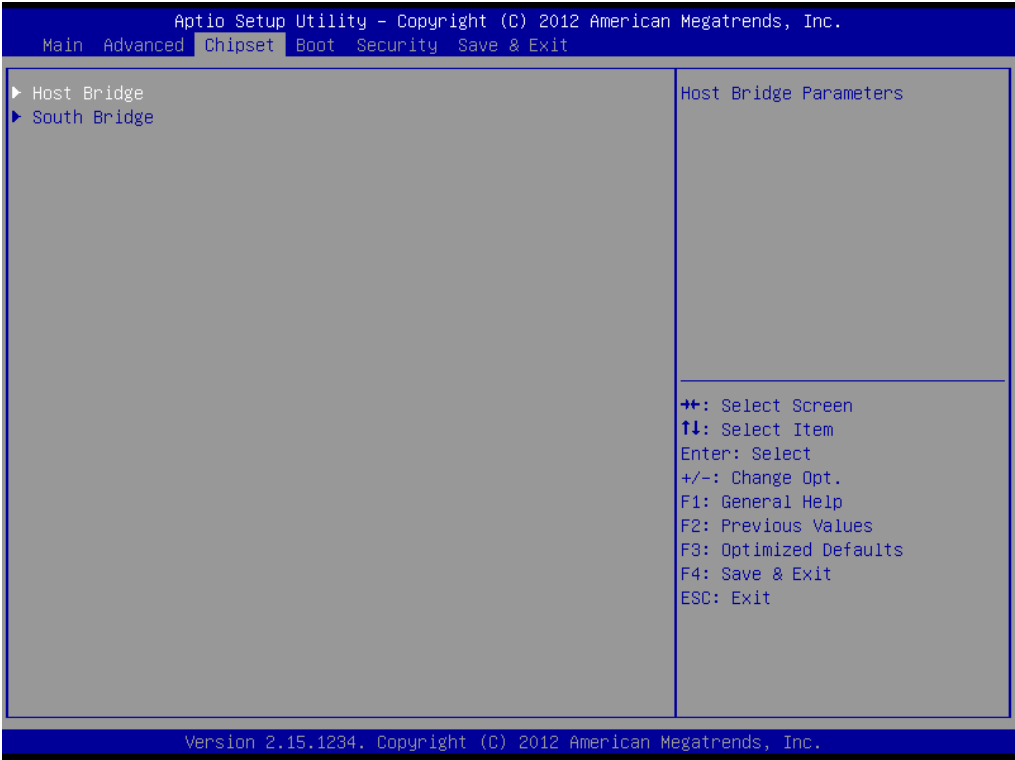 Aptio Setup Utility – Copyright (C) 2012 American Megatrends, Inc.
Main Advanced Chipset Boot Security Save & Exit
Host Bridge
South Bridge
Host Bridge Parameters
→←: Select Screen
↑↓: Select Item
Enter: Select
+/-: Change Opt.
F1: General Help
F2: Previous Values
F3: Optimized Defaults
F4: Save & Exit
ESC: Exit
Version 2.15.1234. Copyright (C) 2012 American Megatrends, Inc.